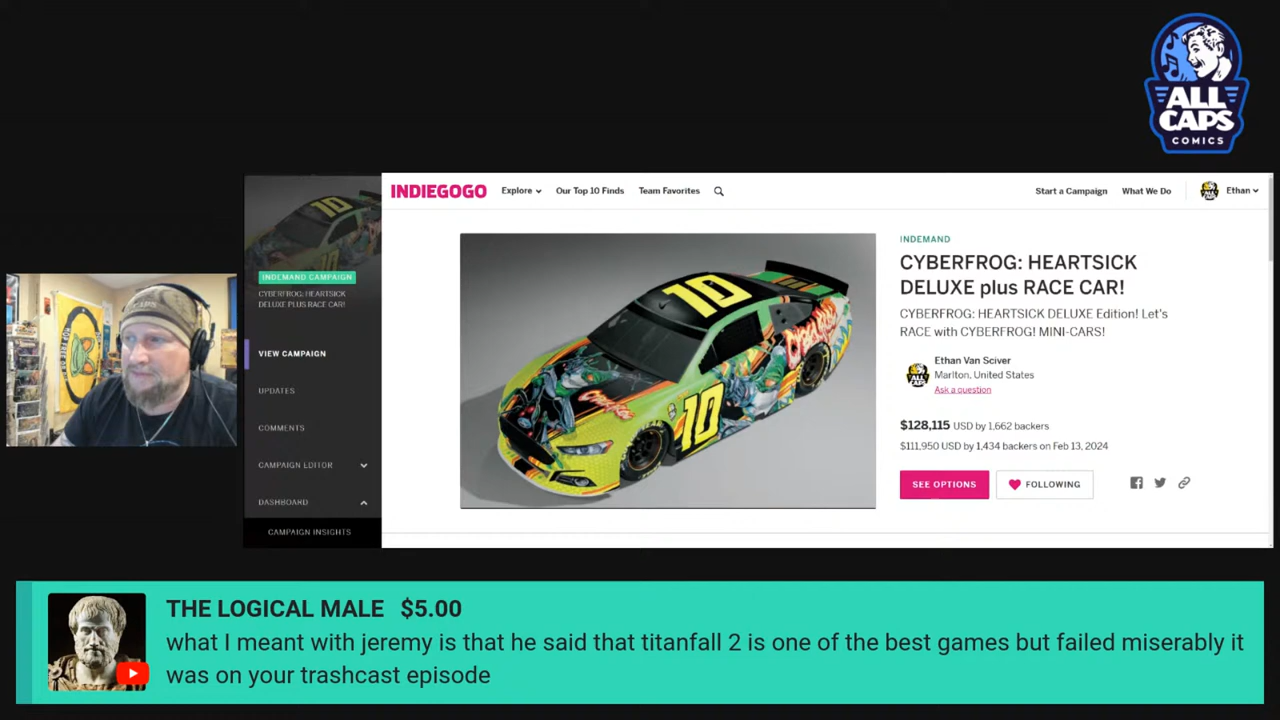 ALL
CAPS
COMICS
INDIEGOGO
Explore
Our Top 10 Finds
Team Favorites
Start a Campaign
What We Do
Ethan
10
INDEMAND CAMPAIGN
CYBERFROG: HEARTSICK
DELUXE PLUS RACE CAR!
VIEW CAMPAIGN
UPDATES
COMMENTS
CAMPAIGN EDITOR
DASHBOARD
CAMPAIGN INSIGHTS
10
10
INDEMAND
CYBERFROG: HEARTSICK
DELUXE plus RACE CAR!
CYBERFROG: HEARTSICK DELUXE Edition! Let's
RACE with CYBERFROG! MINI-CARS!
ALL
CAPS
Ethan Van Sciver
Marlton, United States
Ask a question
$128,115 USD by 1,662 backers
$111,950 USD by 1,434 backers on Feb 13, 2024
SEE OPTIONS
FOLLOWING
THE LOGICAL MALE $5.00
what I meant with jeremy is that he said that titanfall 2 is one of the best games but failed miserably it
was on your trashcast episode